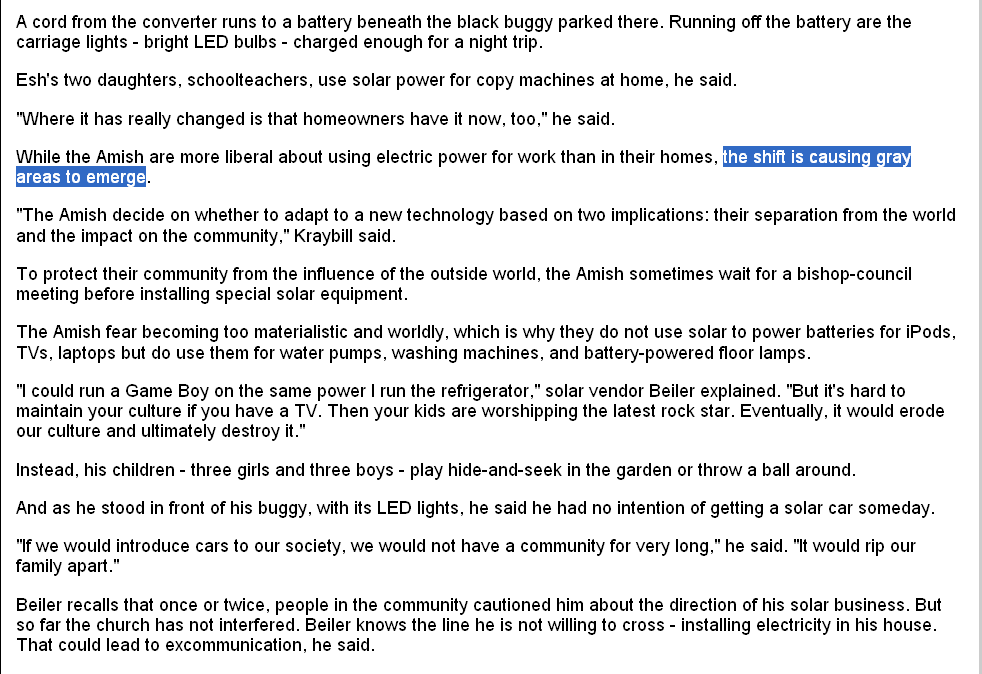 A cord from the converter runs to a battery beneath the black buggy parked there. Running off the battery are the
carriage lights - bright LED bulbs - charged enough for a night trip.
Esh's two daughters, schoolteachers, use solar power for copy machines at home, he said.
"Where it has really changed is that homeowners have it now, too," he said.
While the Amish are more liberal about using electric power for work than in their homes, the shift is causing gray
areas to emerge.
"The Amish decide on whether to adapt to a new technology based on two implications: their separation from the world
and the impact on the community," Kraybill said.
To protect their community from the influence of the outside world, the Amish sometimes wait for a bishop-council
meeting before installing special solar equipment.
The Amish fear becoming too materialistic and worldly, which is why they do not use solar to power batteries for iPods,
TVs, laptops but do use them for water pumps, washing machines, and battery-powered floor lamps.
"I could run a Game Boy on the same power I run the refrigerator," solar vendor Beiler explained. "But it's hard to
maintain your culture if you have a TV. Then your kids are worshipping the latest rock star. Eventually, it would erode
our culture and ultimately destroy it."
Instead, his children - three girls and three boys - play hide-and-seek in the garden or throw a ball around.
And as he stood in front of his buggy, with its LED lights, he said he had no intention of getting a solar car someday.
"If we would introduce cars to our society, we would not have a community for very long," he said. "It would rip our
family apart."
Beiler recalls that once or twice, people in the community cautioned him about the direction of his solar business. But
so far the church has not interfered. Beiler knows the line he is not willing to cross - installing electricity in his house.
That could lead to excommunication, he said.